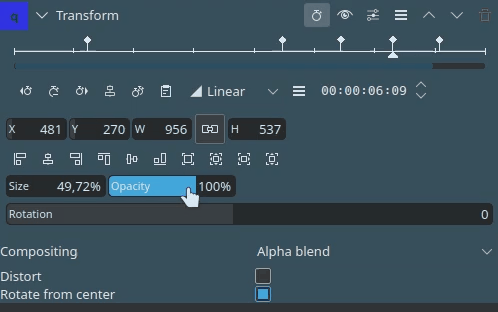 q Transform
Linear 00:00:06:09
X 481 Y 270 W 956 H 537
Size 49,72% Opacity 100%
Rotation 0
Compositing Alpha blend
Distort
Rotate from center